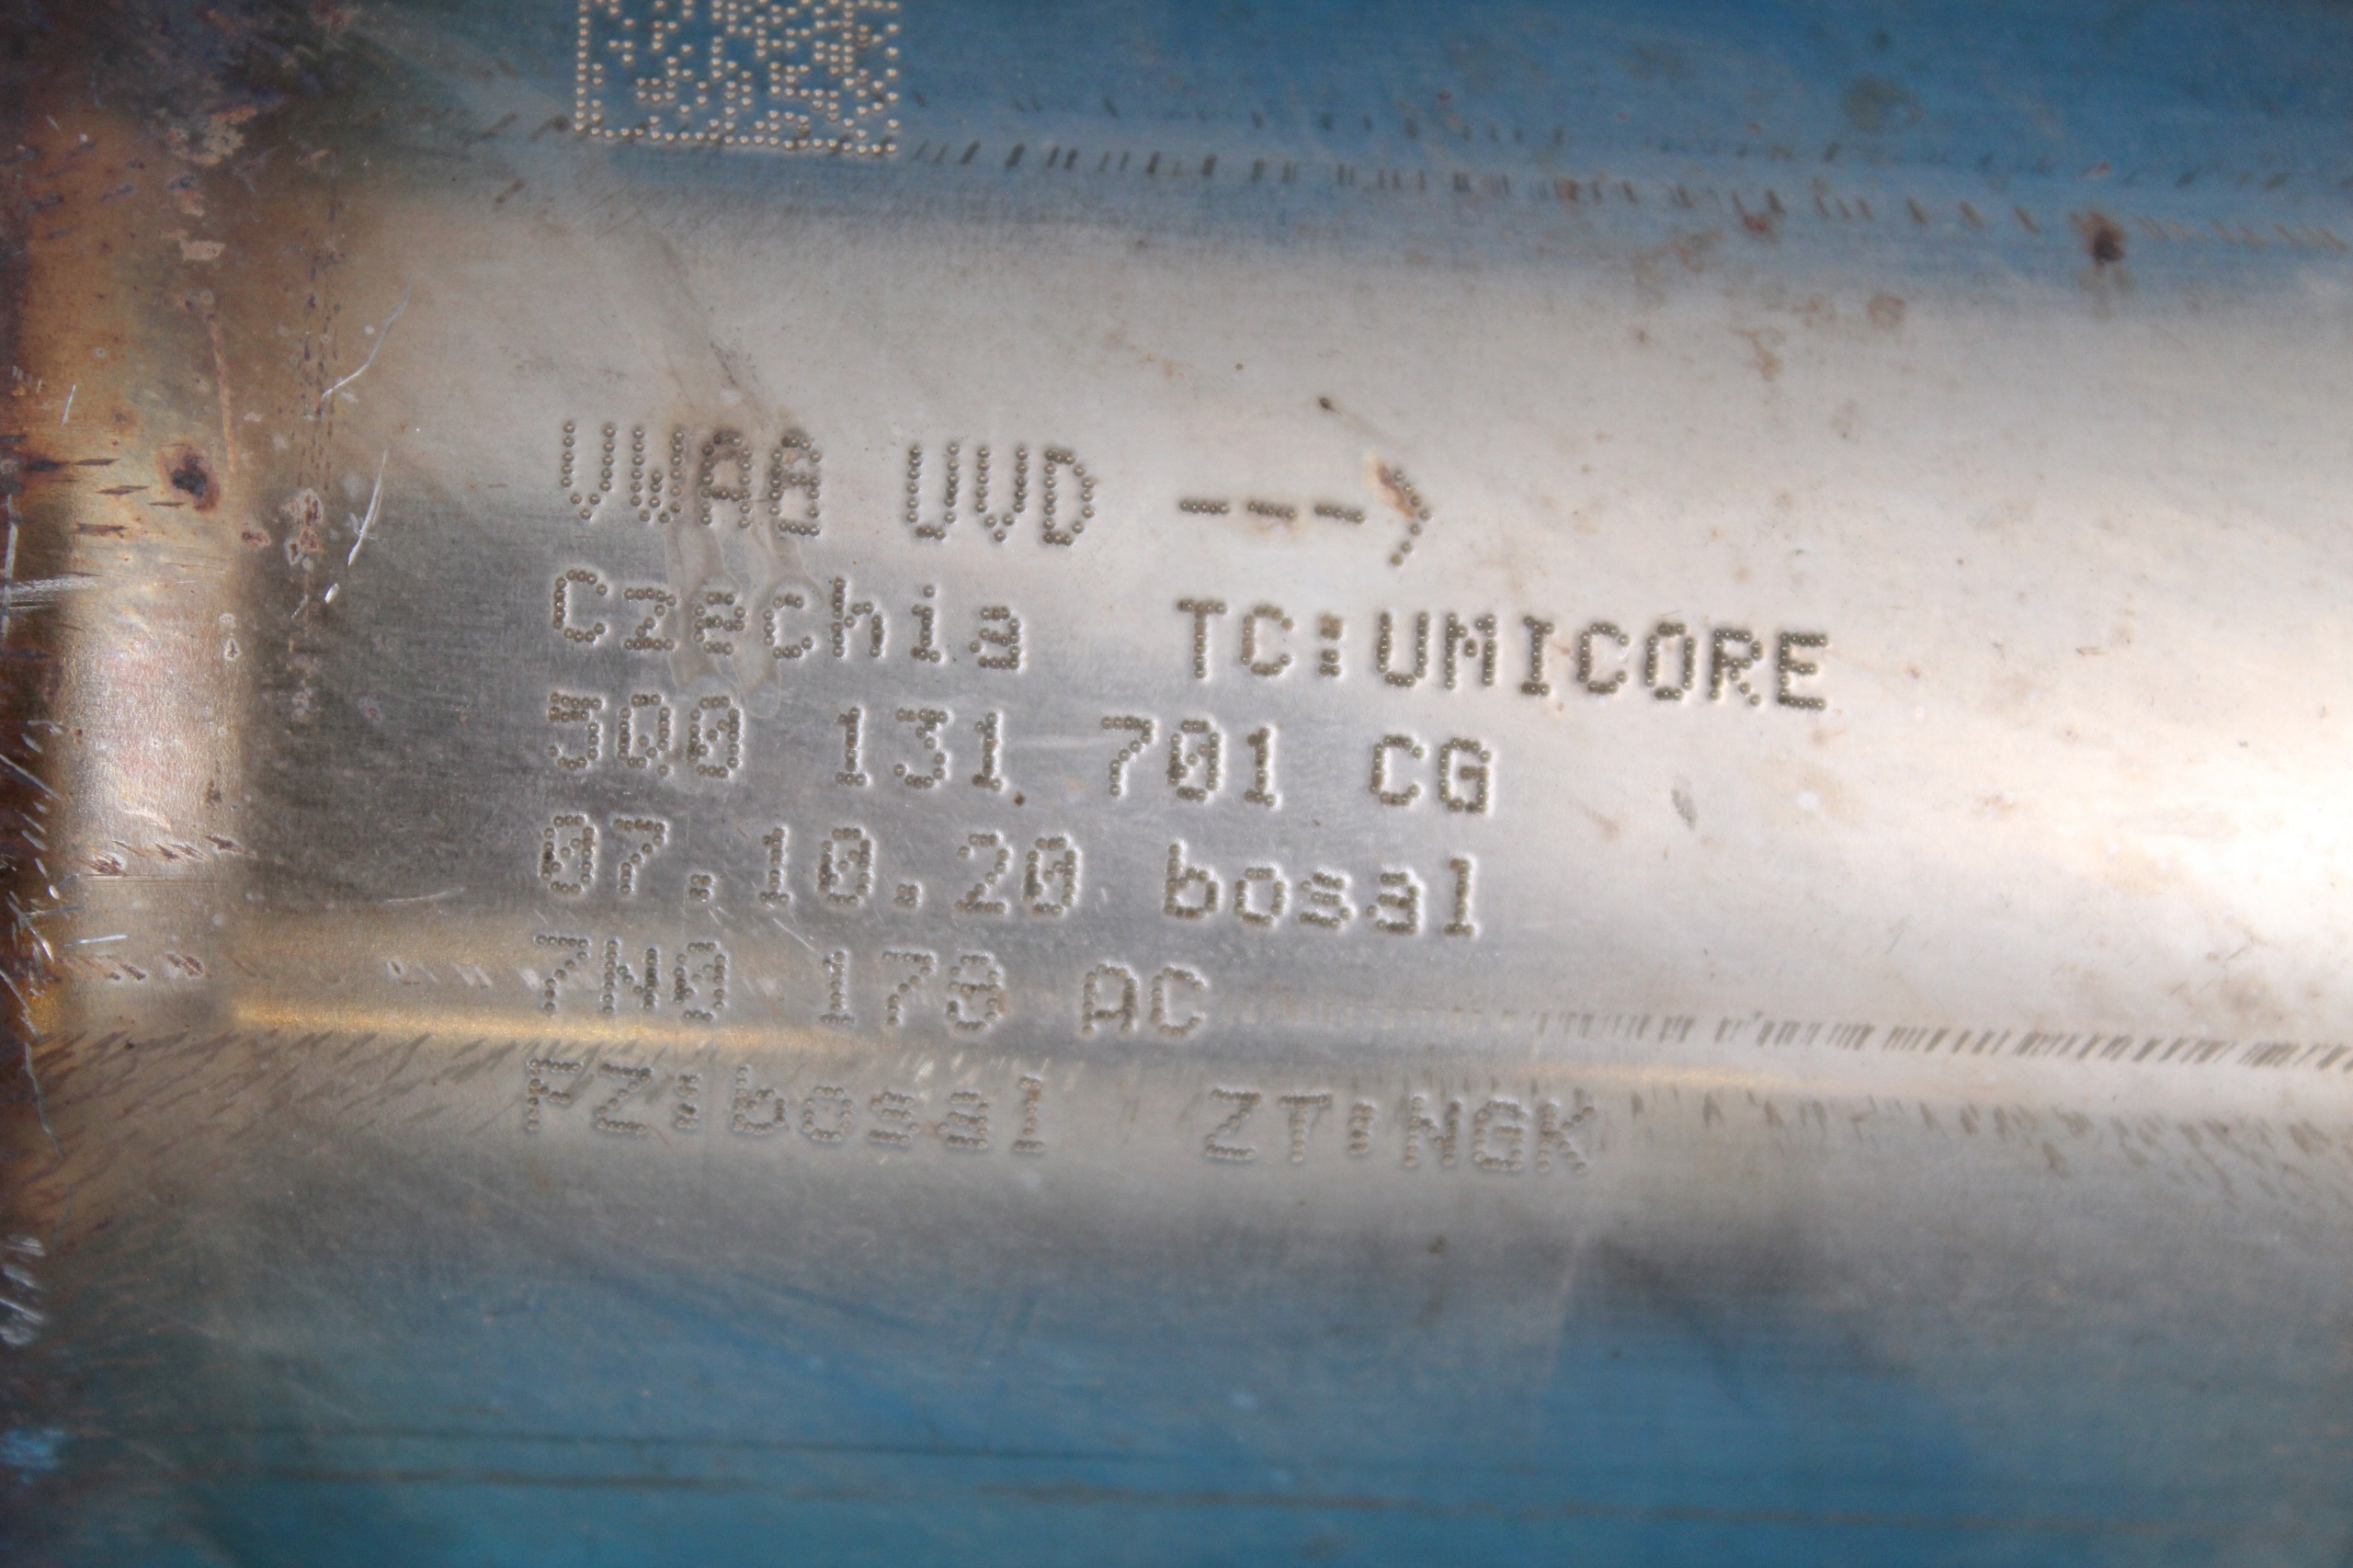 VWAG UVD --->
Czechia TC:UMICORE
5Q0 131 701 CG
07.10.20 bosal
7N0 178 AC
PZ:bosal ZT:NGK